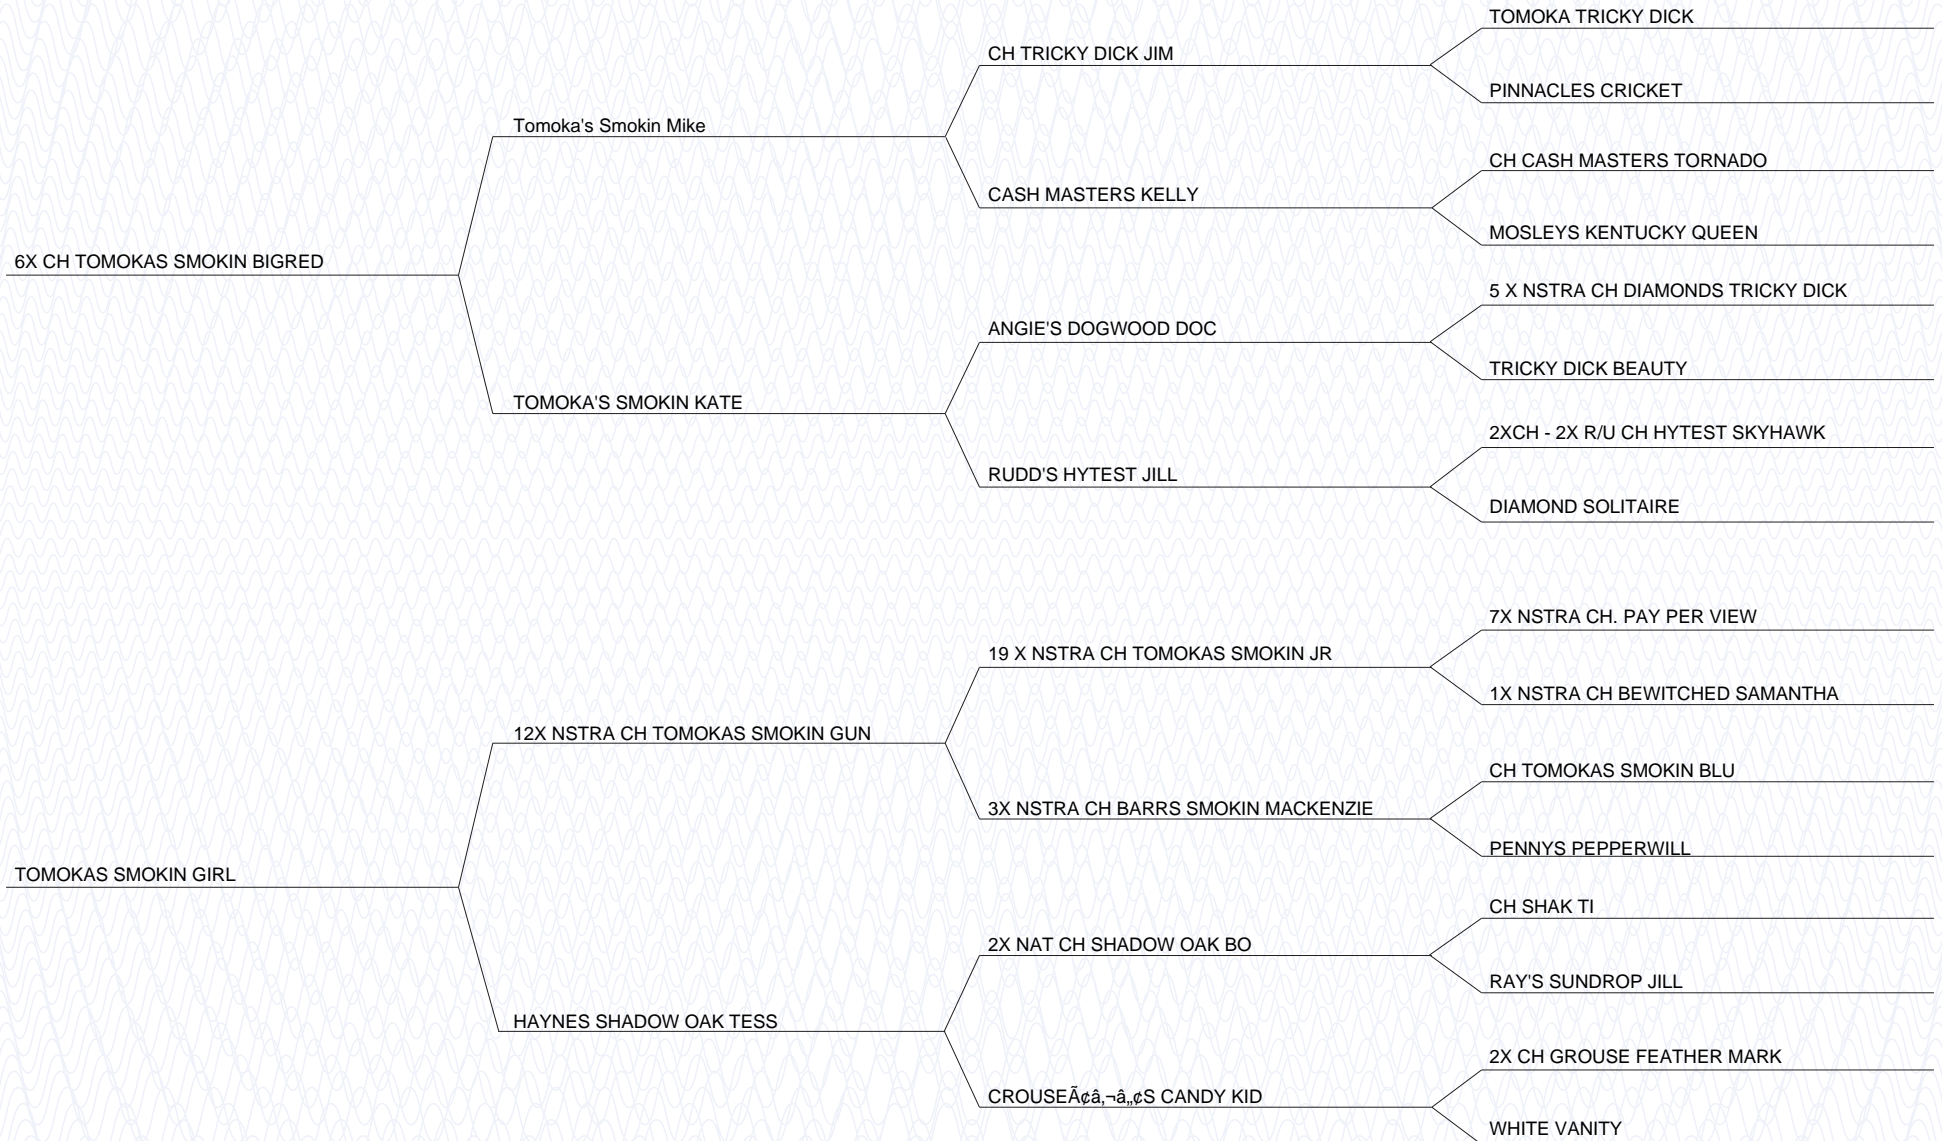 TOMOKA TRICKY DICK
CH TRICKY DICK JIM
PINNACLES CRICKET
Tomoka's Smokin Mike
CH CASH MASTERS TORNADO
CASH MASTERS KELLY
MOSLEYS KENTUCKY QUEEN
6X CH TOMOKAS SMOKIN BIGRED
5 X NSTRA CH DIAMONDS TRICKY DICK
ANGIE'S DOGWOOD DOC
TRICKY DICK BEAUTY
TOMOKA'S SMOKIN KATE
2XCH - 2X R/U CH HYTEST SKYHAWK
RUDD'S HYTEST JILL
DIAMOND SOLITAIRE
7X NSTRA CH. PAY PER VIEW
19 X NSTRA CH TOMOKAS SMOKIN JR
1X NSTRA CH BEWITCHED SAMANTHA
12X NSTRA CH TOMOKAS SMOKIN GUN
CH TOMOKAS SMOKIN BLU
3X NSTRA CH BARRS SMOKIN MACKENZIE
PENNYS PEPPERWILL
TOMOKAS SMOKIN GIRL
CH SHAK TI
2X NAT CH SHADOW OAK BO
RAY'S SUNDROP JILL
HAYNES SHADOW OAK TESS
2X CH GROUSE FEATHER MARK
CROUSEÃ¢â‚¬â„¢S CANDY KID
WHITE VANITY